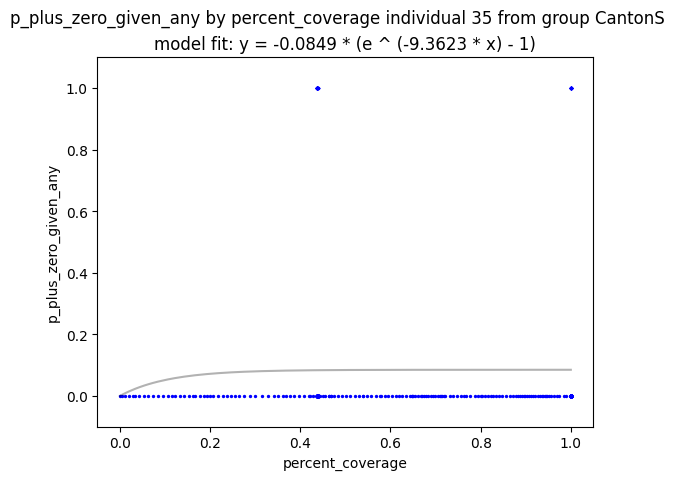 p_plus_zero_given_any by percent_coverage individual 35 from group CantonS
model fit: y = -0.0849 * (e ^ (-9.3623 * x) - 1)
p_plus_zero_given_any
1.0
0.8
0.6
0.4
0.2
0.0
0.0 0.2 0.4 0.6 0.8 1.0
percent_coverage